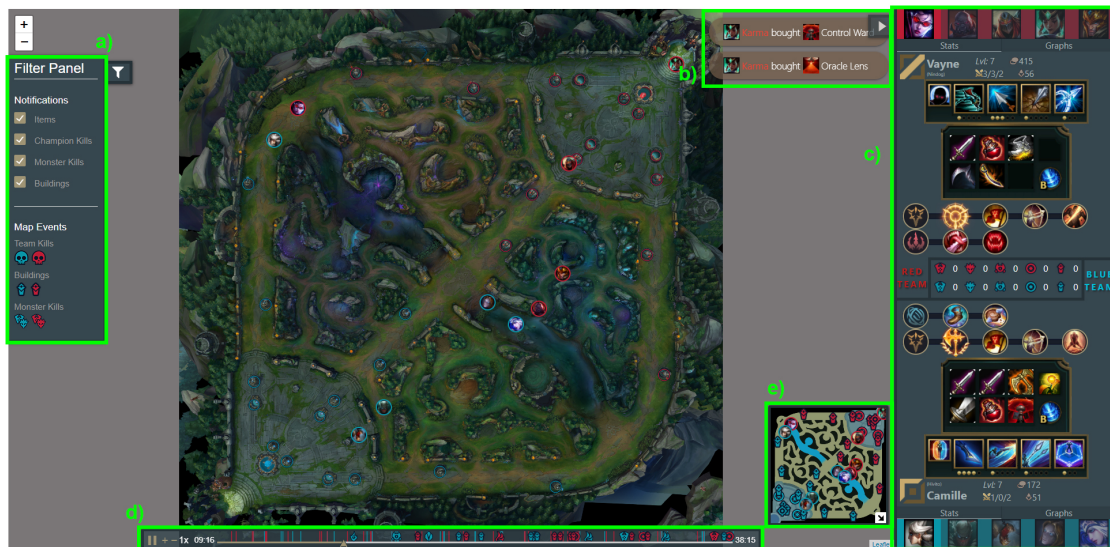 +
−
a)
Filter Panel
Notifications
Items
Champion Kills
Monster Kills
Buildings
Map Events
Team Kills
Buildings
Monster Kills
b)
Karma bought Control Ward
Karma bought Oracle Lens
c)
Stats Graphs
Vayne Lvl: 7 415
3/3/2 56
B
RED TEAM 0 0 0 0 0
0 0 0 0 0 BLUE TEAM
B
Lvl: 7 172
Camille 1/0/2 51
Stats Graphs
d)
+ − 1x 09:16 38:15
e)
Leafle